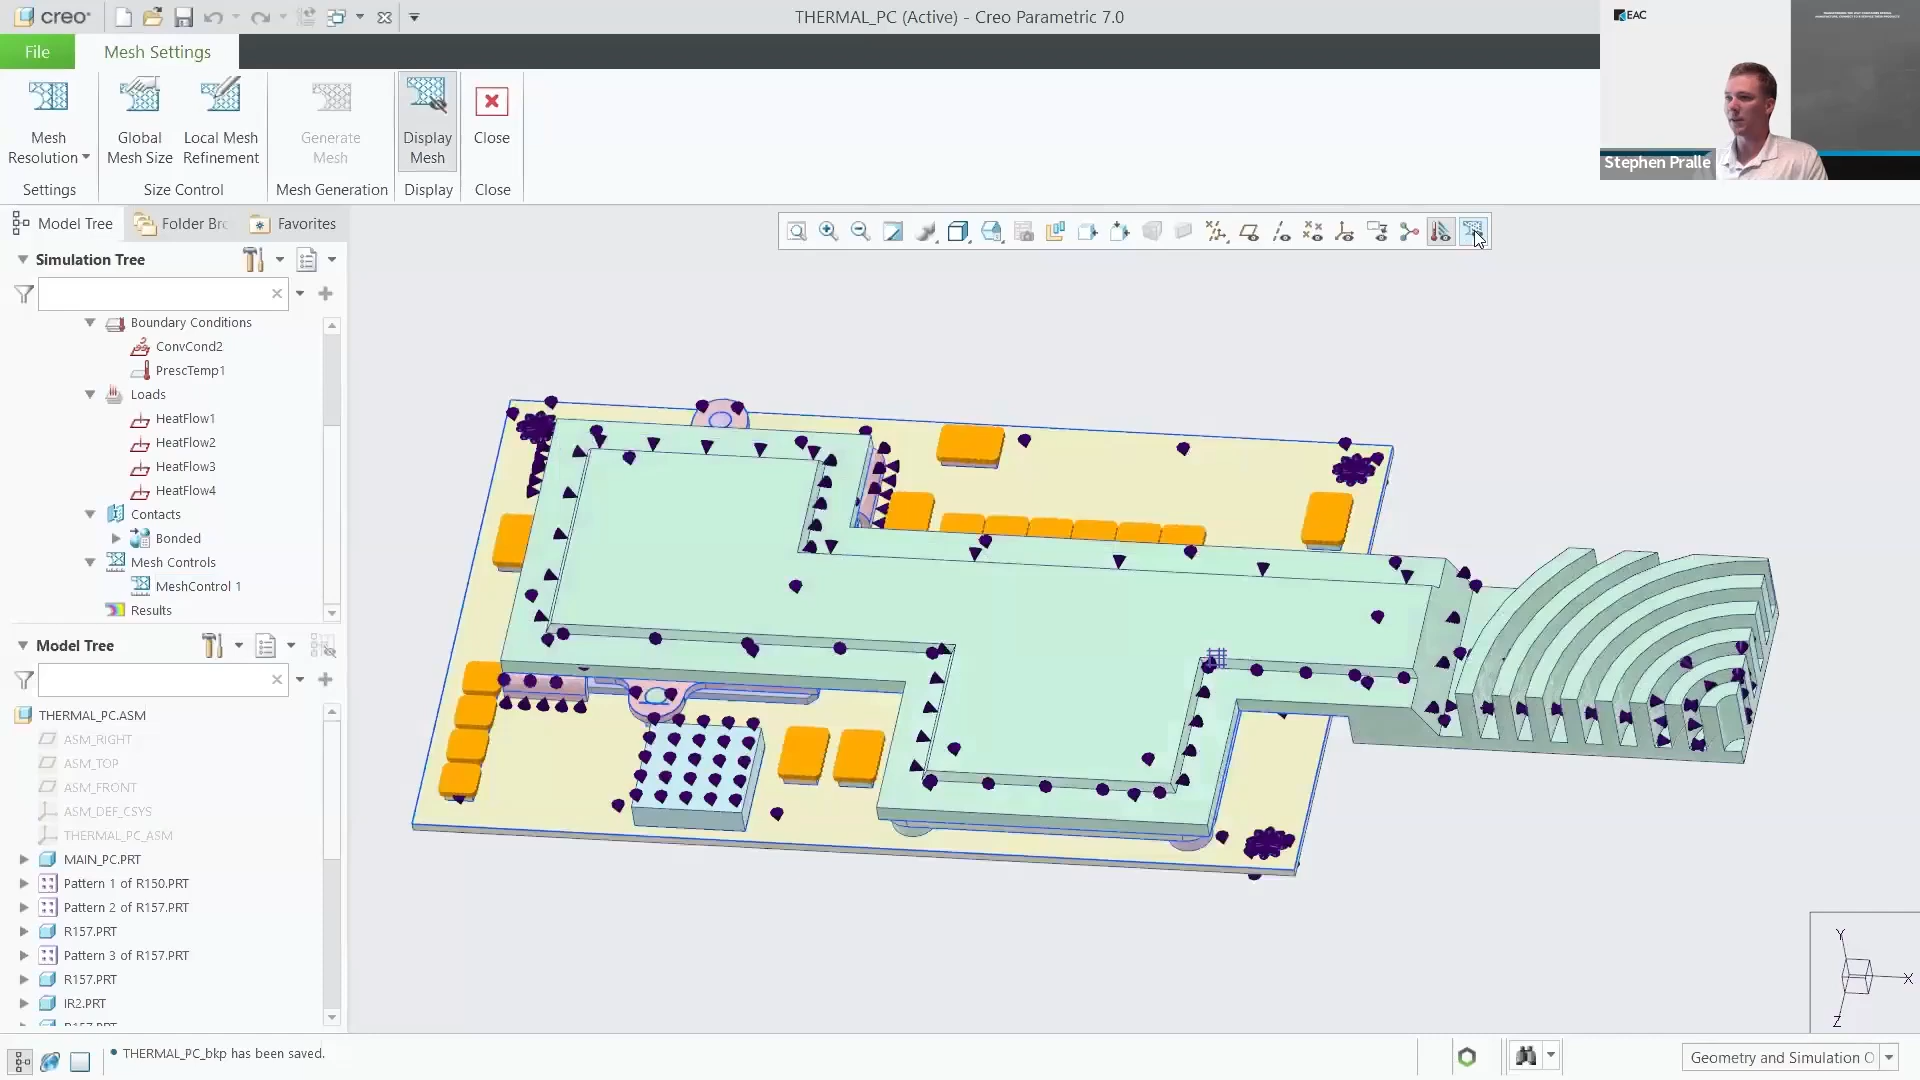 creo
THERMAL_PC (Active) - Creo Parametric 7.0
EAC
File
Mesh Settings
Mesh Resolution
Global Mesh Size
Local Mesh Refinement
Generate Mesh
Display Mesh
Close
Settings
Size Control
Mesh Generation
Display
Close
Stephen Pralle
Model Tree
Folder Brc
Favorites
Simulation Tree
Boundary Conditions
ConvCond2
PrescTemp1
Loads
HeatFlow1
HeatFlow2
HeatFlow3
HeatFlow4
Contacts
Bonded
Mesh Controls
MeshControl 1
Results
Model Tree
THERMAL_PC.ASM
ASM_RIGHT
ASM_TOP
ASM_FRONT
ASM_DEF_CSYS
THERMAL_PC_ASM
MAIN_PC.PRT
Pattern 1 of R150.PRT
Pattern 2 of R157.PRT
R157.PRT
Pattern 3 of R157.PRT
R157.PRT
IR2.PRT
R157.PRT
Y
X
Z
• THERMAL_PC_bkp has been saved.
Geometry and Simulation O